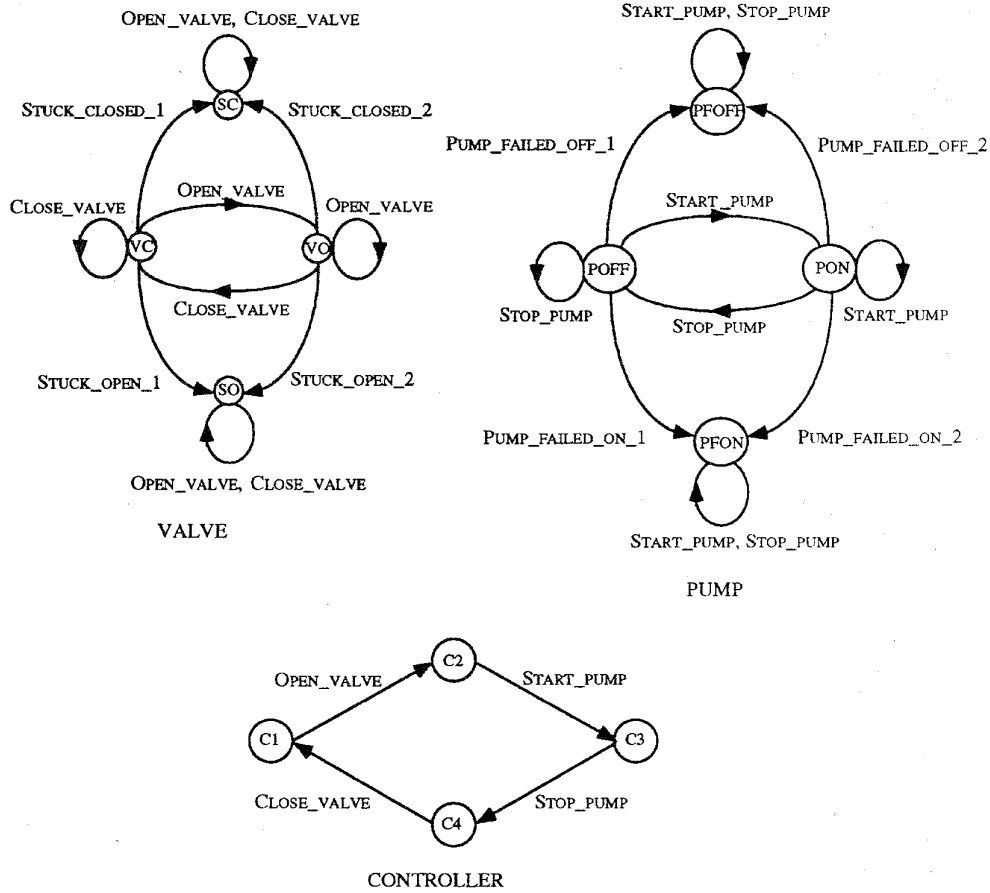 OPEN_VALVE, CLOSE_VALVE
SC
STUCK_CLOSED_1
STUCK_CLOSED_2
OPEN_VALVE
CLOSE_VALVE
OPEN_VALVE
VC
VO
CLOSE_VALVE
STUCK_OPEN_1
STUCK_OPEN_2
SO
OPEN_VALVE, CLOSE_VALVE
VALVE
START_PUMP, STOP_PUMP
PFOFF
PUMP_FAILED_OFF_1
PUMP_FAILED_OFF_2
START_PUMP
POFF
PON
STOP_PUMP
STOP_PUMP
START_PUMP
PUMP_FAILED_ON_1
PUMP_FAILED_ON_2
PFON
START_PUMP, STOP_PUMP
PUMP
C2
OPEN_VALVE
START_PUMP
C1
C3
CLOSE_VALVE
STOP_PUMP
C4
CONTROLLER